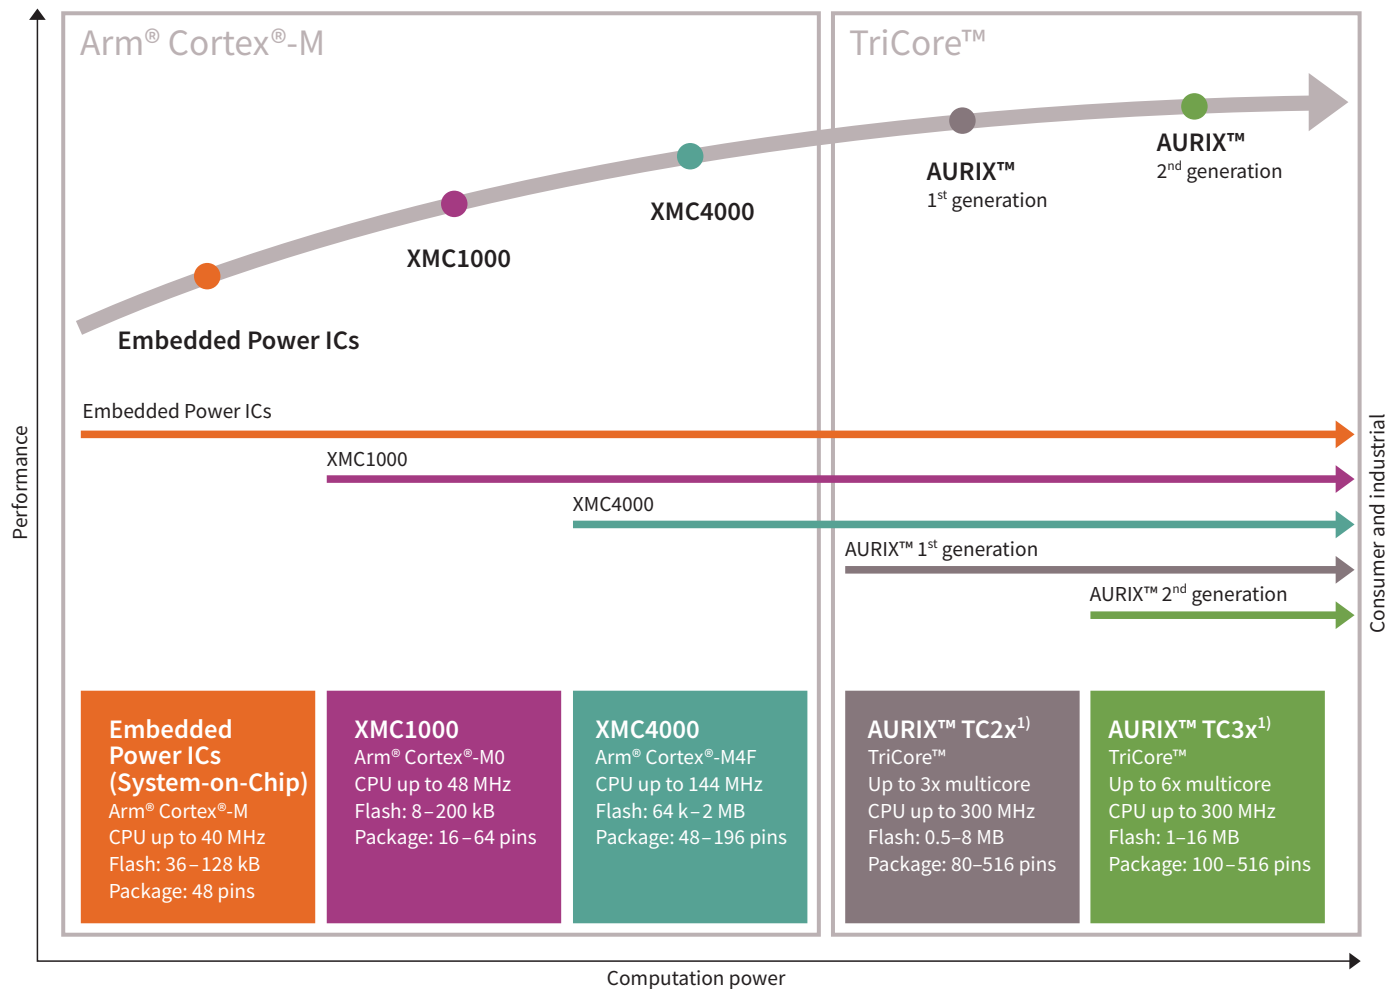 Arm® Cortex®-M
TriCore™
AURIX™
2nd generation
AURIX™
1st generation
XMC4000
XMC1000
Embedded Power ICs
Embedded Power ICs
XMC1000
XMC4000
AURIX™ 1st generation
AURIX™ 2nd generation
Performance
Consumer and industrial
Embedded
Power ICs
(System-on-Chip)
Arm® Cortex®-M
CPU up to 40 MHz
Flash: 36–128 kB
Package: 48 pins
XMC1000
Arm® Cortex®-M0
CPU up to 48 MHz
Flash: 8–200 kB
Package: 16–64 pins
XMC4000
Arm® Cortex®-M4F
CPU up to 144 MHz
Flash: 64 k–2 MB
Package: 48–196 pins
AURIX™ TC2x1)
TriCore™
Up to 3x multicore
CPU up to 300 MHz
Flash: 0.5–8 MB
Package: 80–516 pins
AURIX™ TC3x1)
TriCore™
Up to 6x multicore
CPU up to 300 MHz
Flash: 1–16 MB
Package: 100–516 pins
Computation power